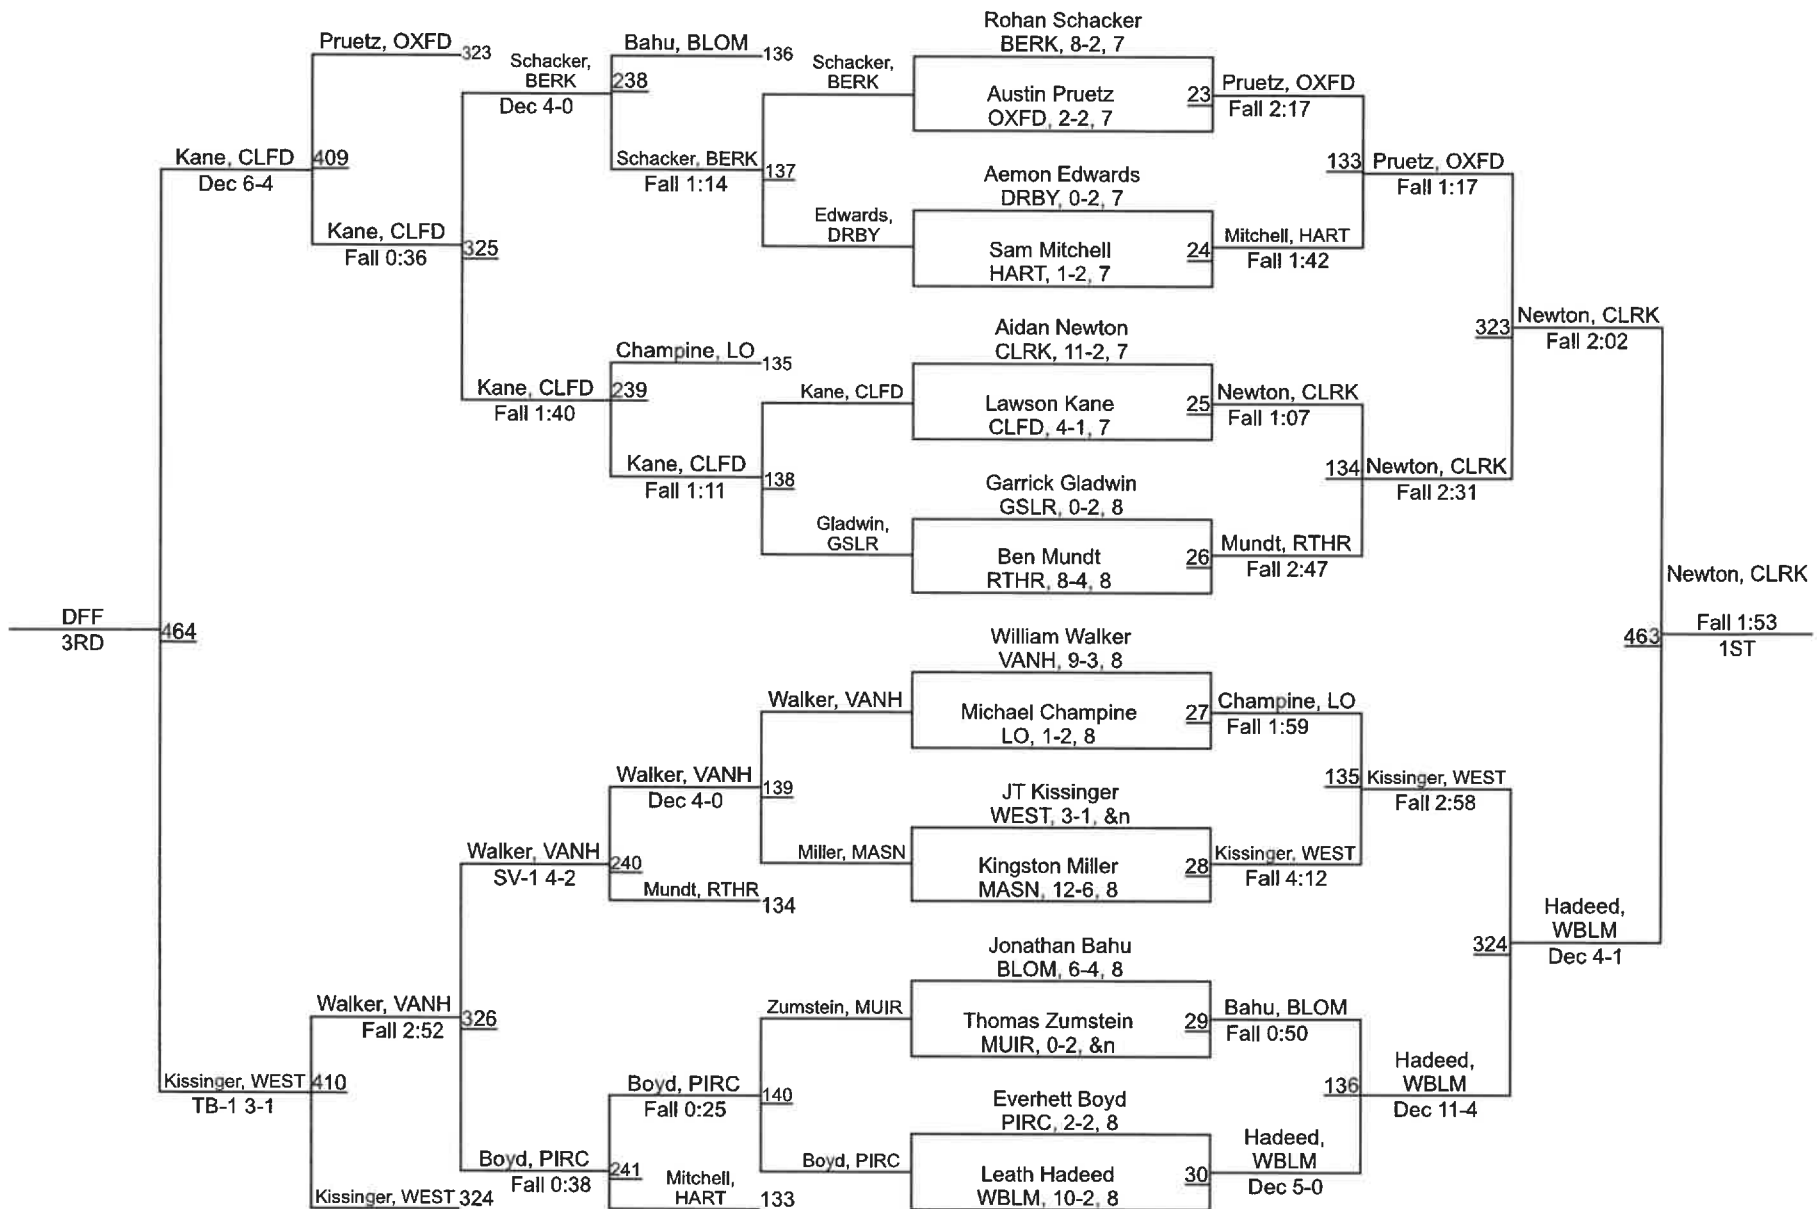 Rohan Schacker
BERK, 8-2, 7
Austin Pruetz
OXFD, 2-2, 7
23
Aemon Edwards
DRBY, 0-2, 7
Sam Mitchell
HART, 1-2, 7
24
Aidan Newton
CLRK, 11-2, 7
Lawson Kane
CLFD, 4-1, 7
25
Garrick Gladwin
GSLR, 0-2, 8
Ben Mundt
RTHR, 8-4, 8
26
William Walker
VANH, 9-3, 8
Michael Champine
LO, 1-2, 8
27
JT Kissinger
WEST, 3-1, &n
Kingston Miller
MASN, 12-6, 8
28
Jonathan Bahu
BLOM, 6-4, 8
Thomas Zumstein
MUIR, 0-2, &n
29
Everhett Boyd
PIRC, 2-2, 8
Leath Hadeed
WBLM, 10-2, 8
30
Pruetz, OXFD
Fall 2:17
Mitchell, HART
Fall 1:42
Newton, CLRK
Fall 1:07
Mundt, RTHR
Fall 2:47
Champine, LO
Fall 1:59
Kissinger, WEST
Fall 4:12
Bahu, BLOM
Fall 0:50
Hadeed,
WBLM
Dec 5-0
133
Pruetz, OXFD
Fall 1:17
134
Newton, CLRK
Fall 2:31
135
Kissinger, WEST
Fall 2:58
136
Hadeed,
WBLM
Dec 11-4
323
Newton, CLRK
Fall 2:02
324
Hadeed,
WBLM
Dec 4-1
463
Newton, CLRK
Fall 1:53
1ST
Schacker,
BERK
Edwards,
DRBY
Kane, CLFD
Gladwin,
GSLR
Walker, VANH
Miller, MASN
Zumstein, MUIR
Boyd, PIRC
Bahu, BLOM
136
Schacker, BERK
Fall 1:14
137
Champine, LO
135
Kane, CLFD
Fall 1:11
138
Walker, VANH
Dec 4-0
139
Mundt, RTHR
134
Boyd, PIRC
Fall 0:25
140
Mitchell,
HART
133
Schacker,
BERK
Dec 4-0
238
Kane, CLFD
Fall 1:40
239
Walker, VANH
SV-1 4-2
240
Boyd, PIRC
Fall 0:38
241
Pruetz, OXFD
323
Kane, CLFD
Fall 0:36
325
Walker, VANH
Fall 2:52
326
Kissinger, WEST
324
Kane, CLFD
Dec 6-4
409
Kissinger, WEST
TB-1 3-1
410
DFF
3RD
464